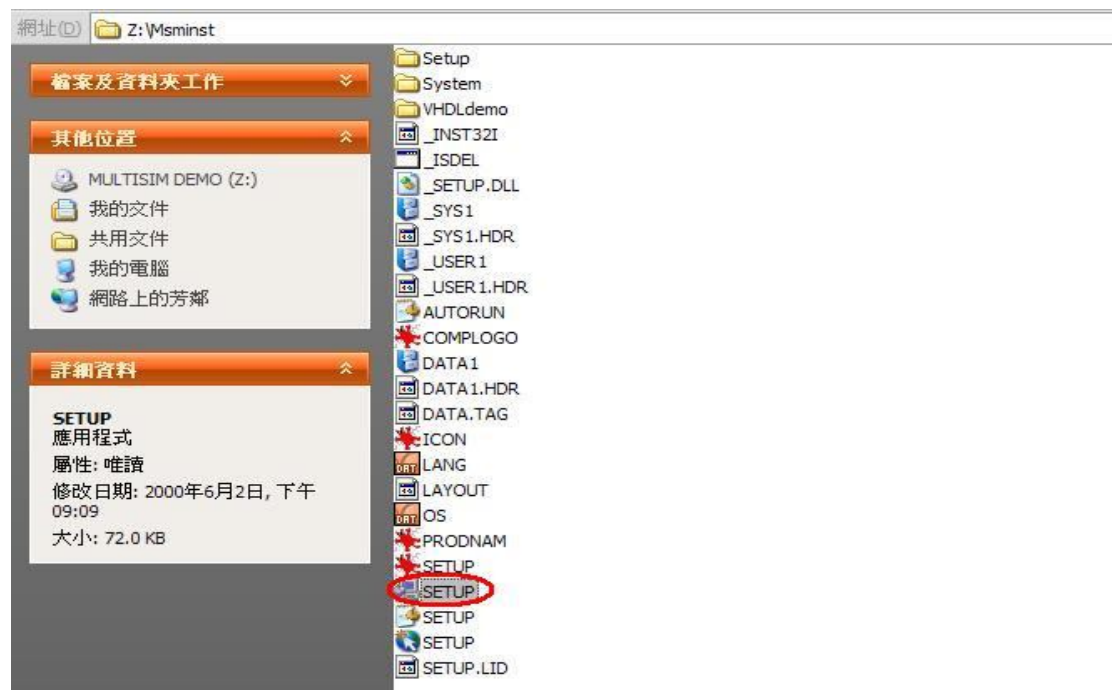 網址(D) Z:\Msminst
檔案及資料夾工作
其他位置
MULTISIM DEMO (Z:)
我的文件
共用文件
我的電腦
網路上的芳鄰
詳細資料
SETUP
應用程式
屬性: 唯讀
修改日期: 2000年6月2日, 下午
09:09
大小: 72.0 KB
Setup
System
VHDLdemo
_INST32I
_ISDEL
_SETUP.DLL
_SYS1
_SYS1.HDR
_USER1
_USER1.HDR
AUTORUN
COMPLOGO
DATA1
DATA1.HDR
DATA.TAG
ICON
LANG
LAYOUT
OS
PRODNAM
SETUP
SETUP
SETUP
SETUP
SETUP.LID